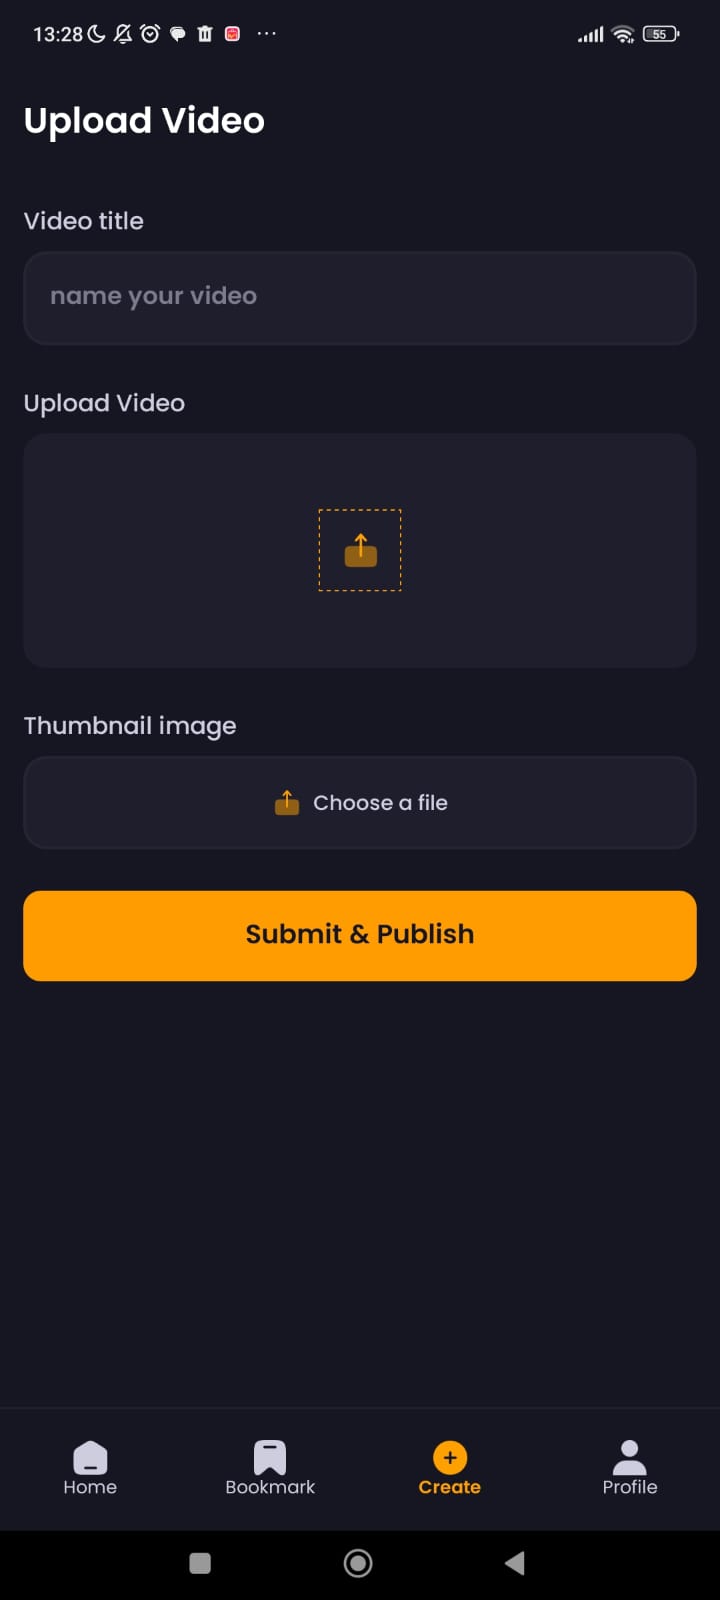 13:28
55
Upload Video
Video title
name your video
Upload Video
Thumbnail image
Choose a file
Submit & Publish
Home
Bookmark
Create
Profile